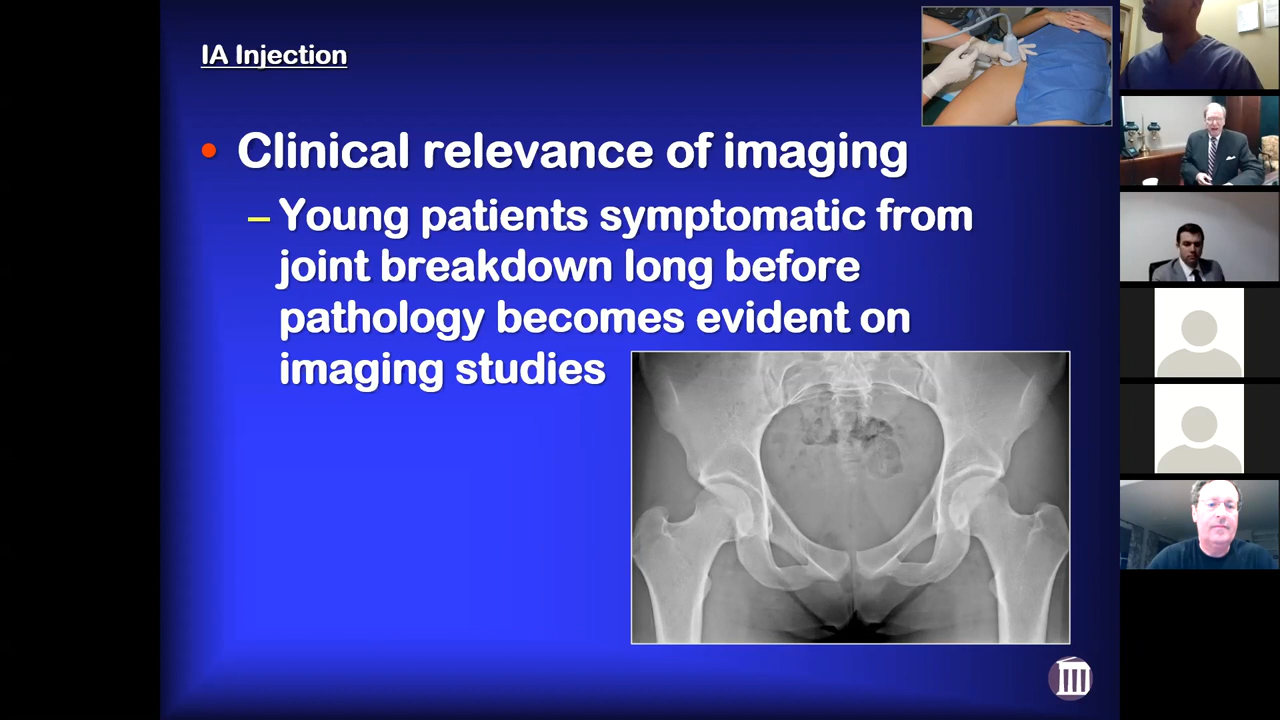 IA Injection
• Clinical relevance of imaging
– Young patients symptomatic from
joint breakdown long before
pathology becomes evident on
imaging studies